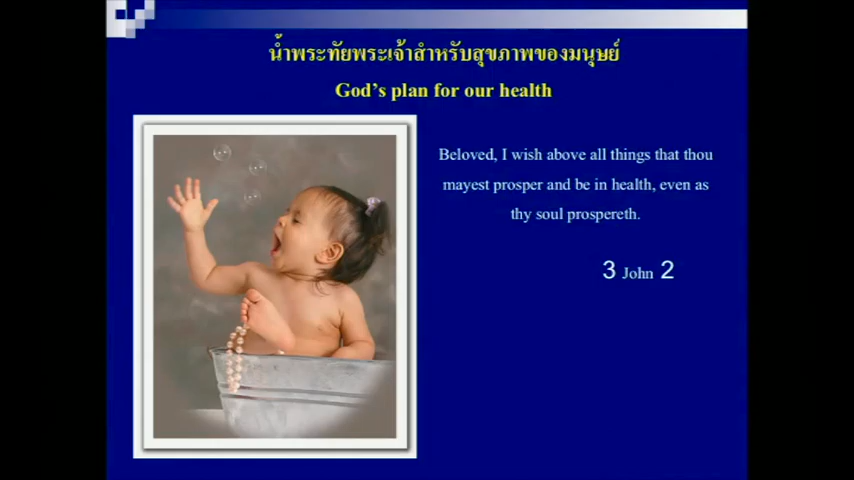 น้ำพระทัยพระเจ้าสำหรับสุขภาพของมนุษย์
God's plan for our health
Beloved, I wish above all things that thou
mayest prosper and be in health, even as
thy soul prospereth.
3 John 2